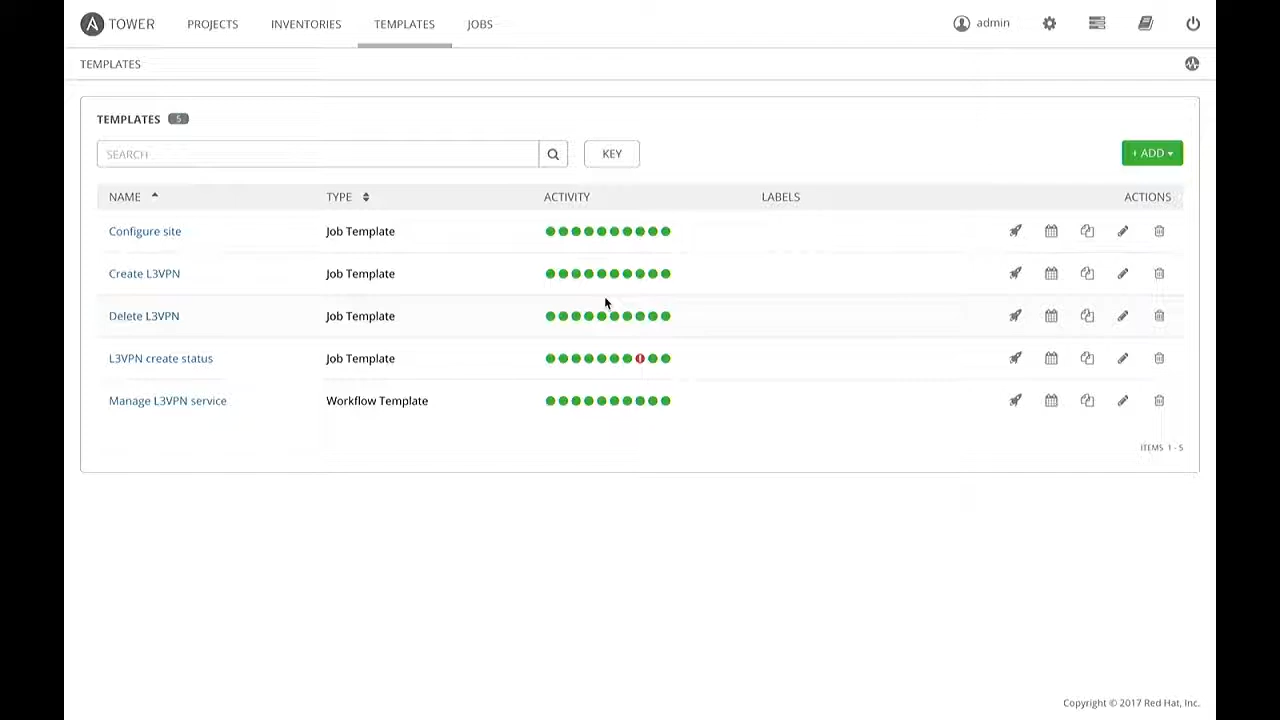 A TOWER PROJECTS INVENTORIES TEMPLATES JOBS admin
TEMPLATES
TEMPLATES 5
SEARCH KEY + ADD
NAME TYPE ACTIVITY LABELS ACTIONS
Configure site Job Template
Create L3VPN Job Template
Delete L3VPN Job Template
L3VPN create status Job Template
Manage L3VPN service Workflow Template
ITEMS 1 - 5
Copyright © 2017 Red Hat, Inc.